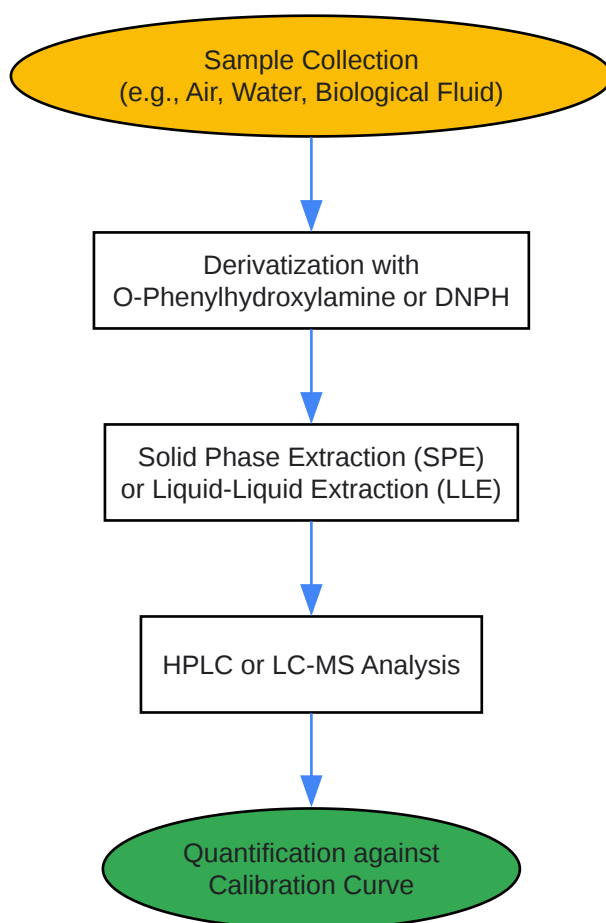 Sample Collection
(e.g., Air, Water, Biological Fluid)
Derivatization with
O-Phenylhydroxylamine or DNPH
Solid Phase Extraction (SPE)
or Liquid-Liquid Extraction (LLE)
HPLC or LC-MS Analysis
Quantification against
Calibration Curve